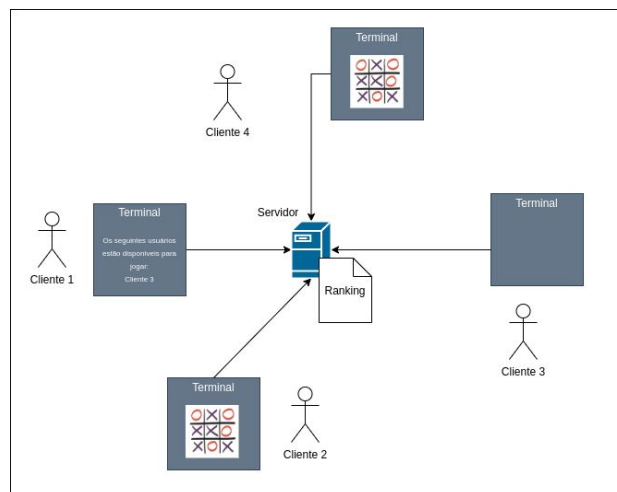 Terminal
Cliente 4
Terminal
Os seguintes usuários
estão disponíveis para
jogar:
Cliente 3
Cliente 1
Servidor
Ranking
Terminal
Cliente 3
Terminal
Cliente 2